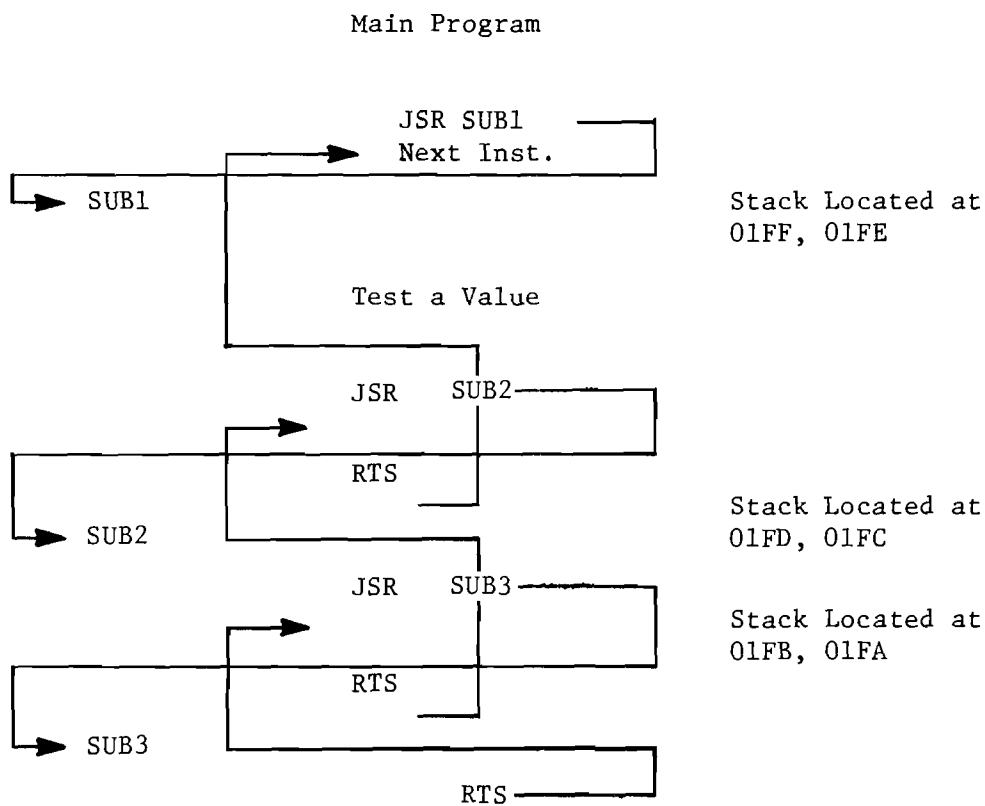 Main Program
JSR SUB1
Next Inst.
SUB1
Stack Located at
01FF, 01FE
Test a Value
JSR SUB2
RTS
SUB2
Stack Located at
01FD, 01FC
JSR SUB3
Stack Located at
01FB, 01FA
RTS
SUB3
RTS